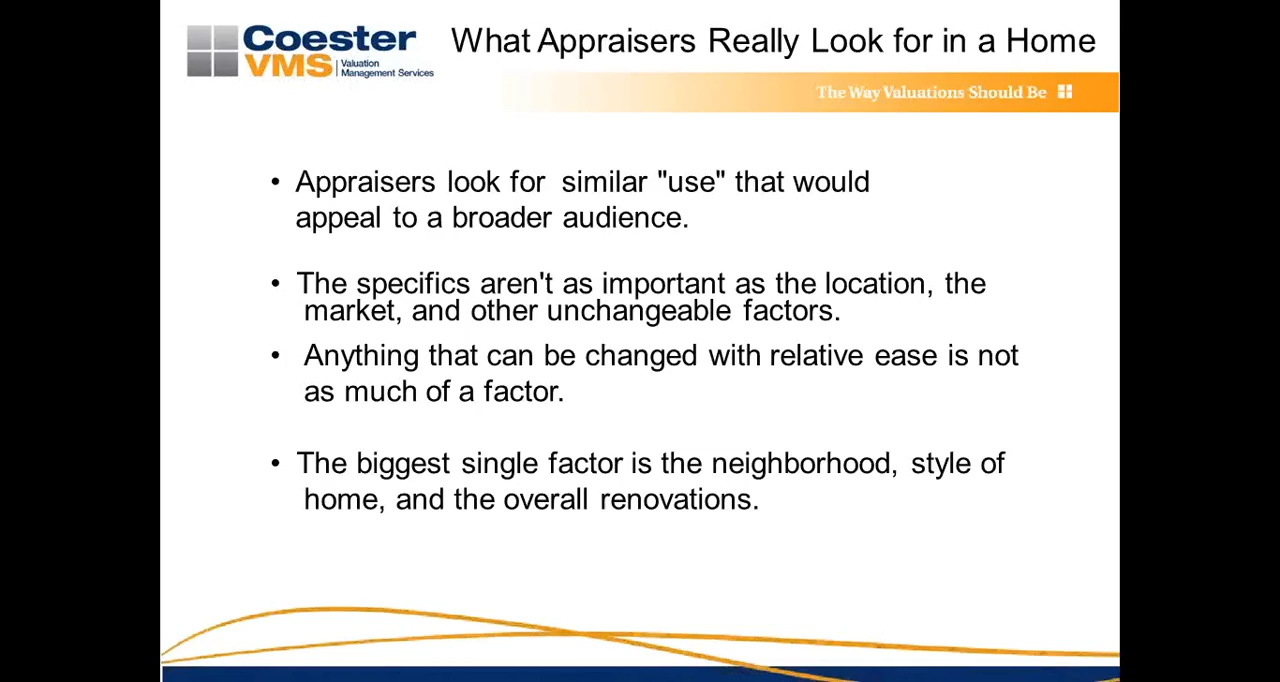 Coester
VMS
Valuation
Management Services
What Appraisers Really Look for in a Home
The Way Valuations Should Be
• Appraisers look for similar "use" that would
appeal to a broader audience.
• The specifics aren't as important as the location, the
market, and other unchangeable factors.
• Anything that can be changed with relative ease is not
as much of a factor.
• The biggest single factor is the neighborhood, style of
home, and the overall renovations.